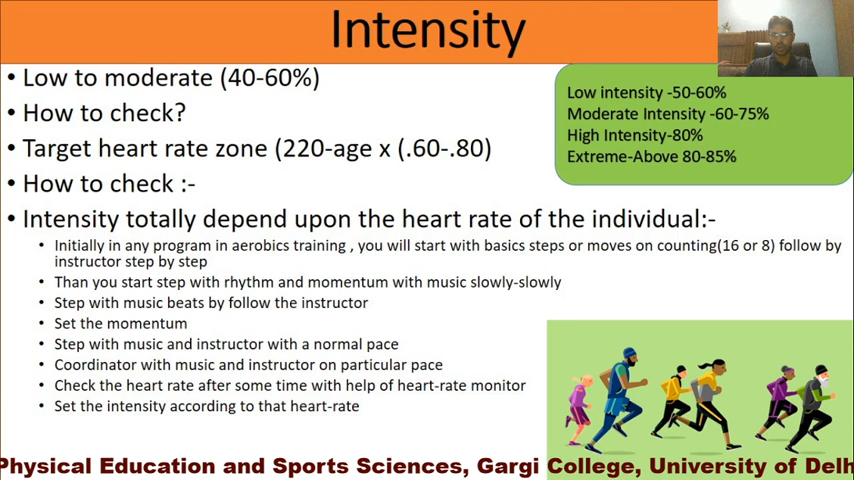 Intensity
• Low to moderate (40-60%)
• How to check?
• Target heart rate zone (220-age x (.60-.80)
• How to check :-
• Intensity totally depend upon the heart rate of the individual:-
• Initially in any program in aerobics training , you will start with basics steps or moves on counting(16 or 8) follow by
instructor step by step
• Than you start step with rhythm and momentum with music slowly-slowly
• Step with music beats by follow the instructor
• Set the momentum
• Step with music and instructor with a normal pace
• Coordinator with music and instructor on particular pace
• Check the heart rate after some time with help of heart-rate monitor
• Set the intensity according to that heart-rate
Low intensity -50-60%
Moderate Intensity -60-75%
High Intensity-80%
Extreme-Above 80-85%
Physical Education and Sports Sciences, Gargi College, University of Delh